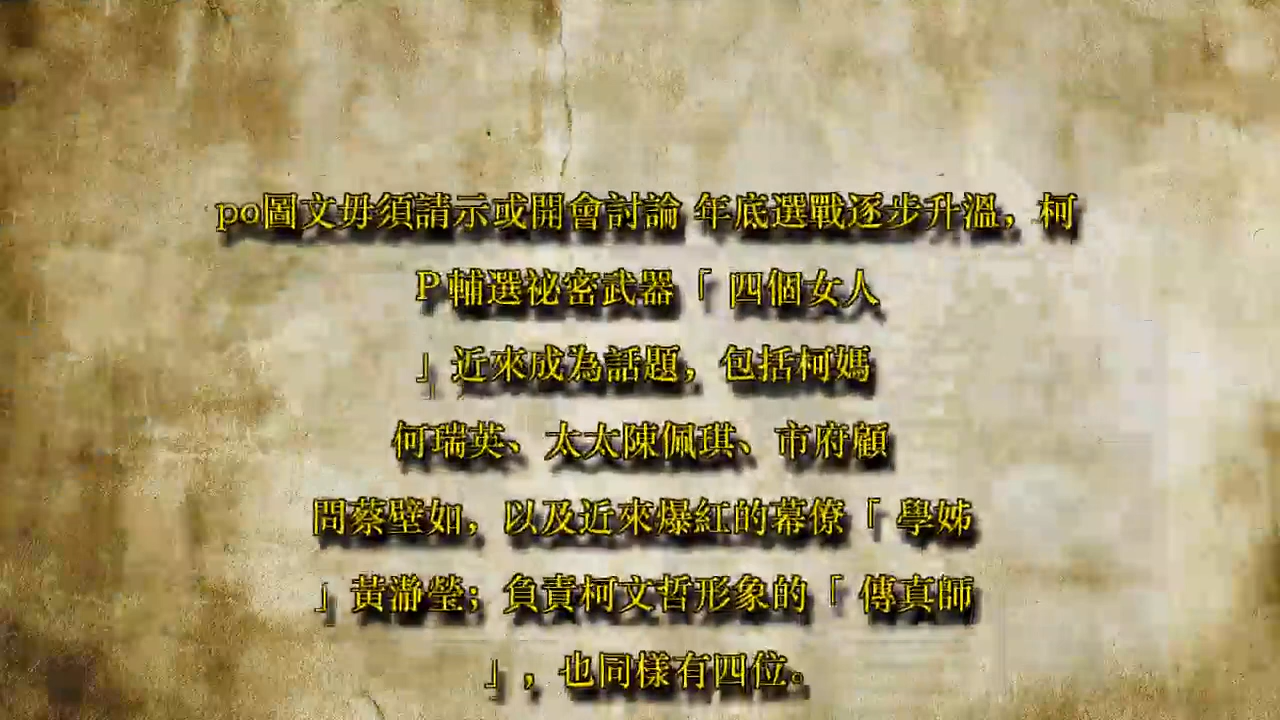 po圖文毋須請示或開會討論 年底選戰逐步升溫，柯
P輔選祕密武器「 四個女人
」近來成為話題，包括柯媽
何瑞英、太太陳佩琪、市府顧
問蔡壁如，以及近來爆紅的幕僚「 學姊
」黃瀞瑩；負責柯文哲形象的「 傳真師
」，也同樣有四位。